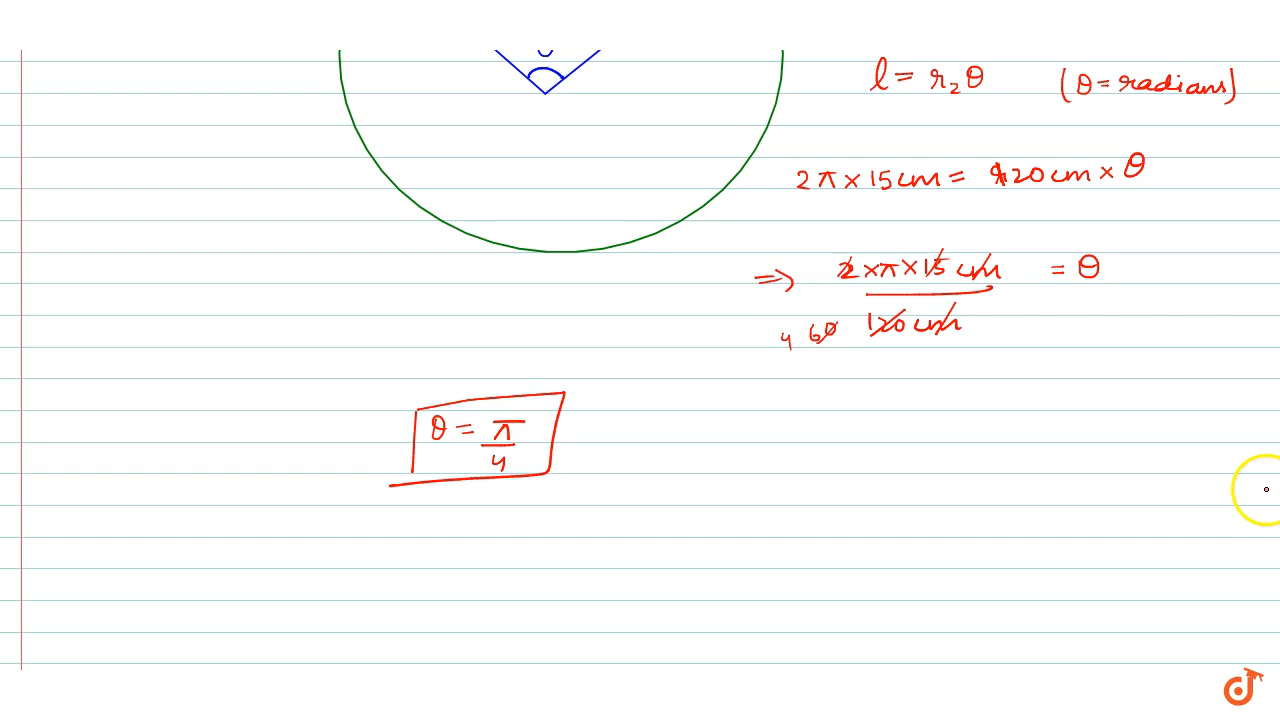 l = r₂θ (θ = radians)
2π × 15 cm = 120 cm × θ
⇒ 2 × π × 15 cm = θ
4 60 120 cm
θ = π
4